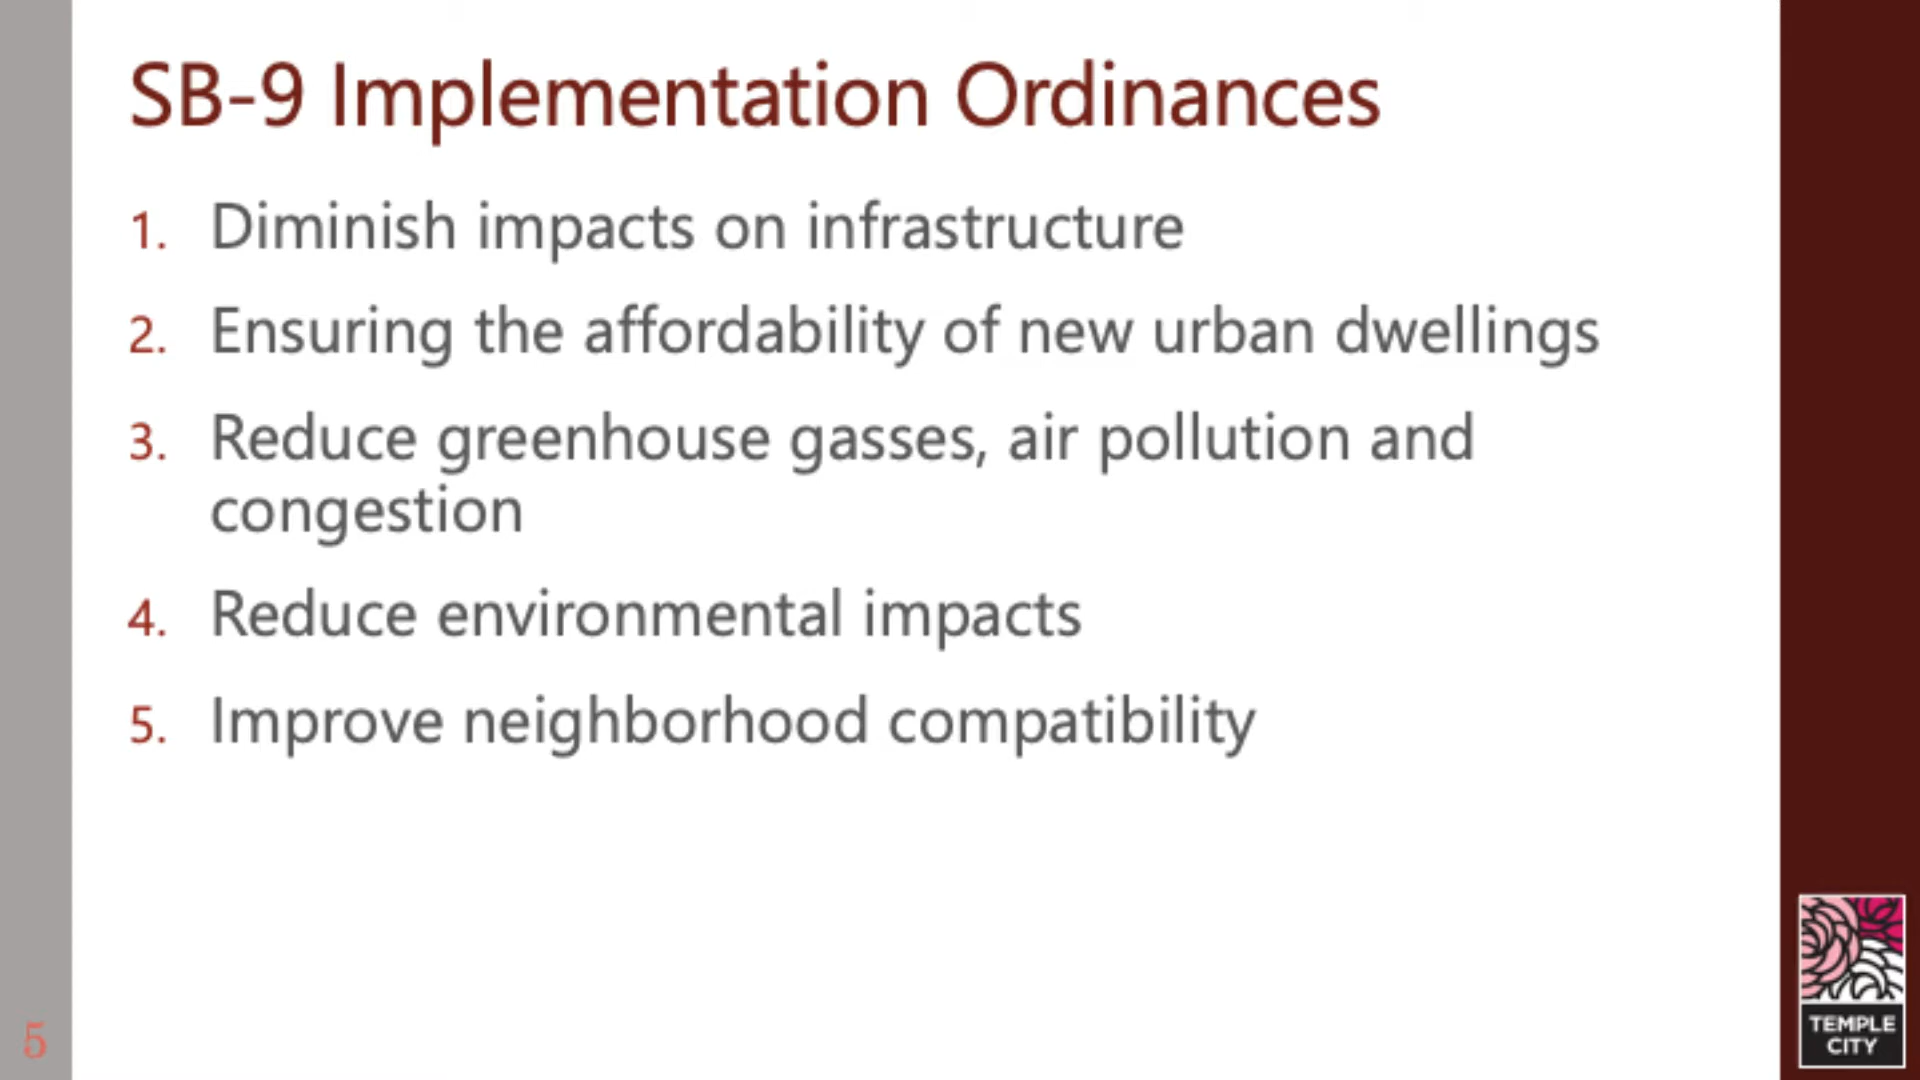 SB-9 Implementation Ordinances
1. Diminish impacts on infrastructure
2. Ensuring the affordability of new urban dwellings
3. Reduce greenhouse gasses, air pollution and
congestion
4. Reduce environmental impacts
5. Improve neighborhood compatibility
5
TEMPLE
CITY